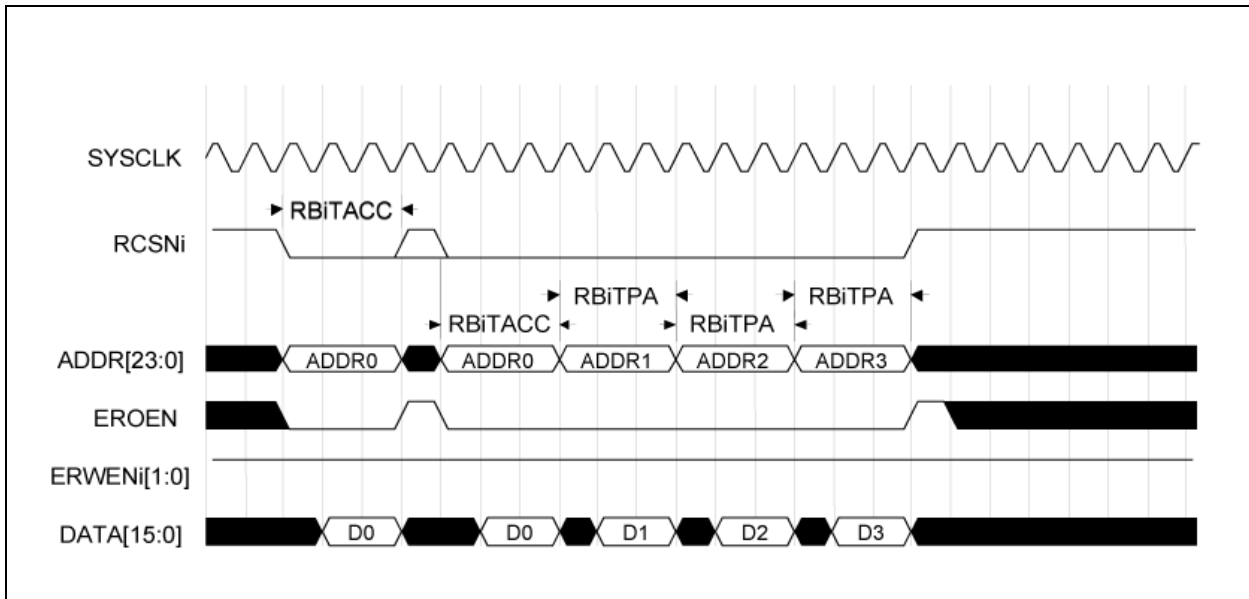 SYSCLK
RBiTACC
RCSNi
RBiTPA RBiTPA
RBiTACC RBiTPA
ADDR[23:0] ADDR0 ADDR0 ADDR1 ADDR2 ADDR3
EROEN
ERWENi[1:0]
DATA[15:0] D0 D0 D1 D2 D3